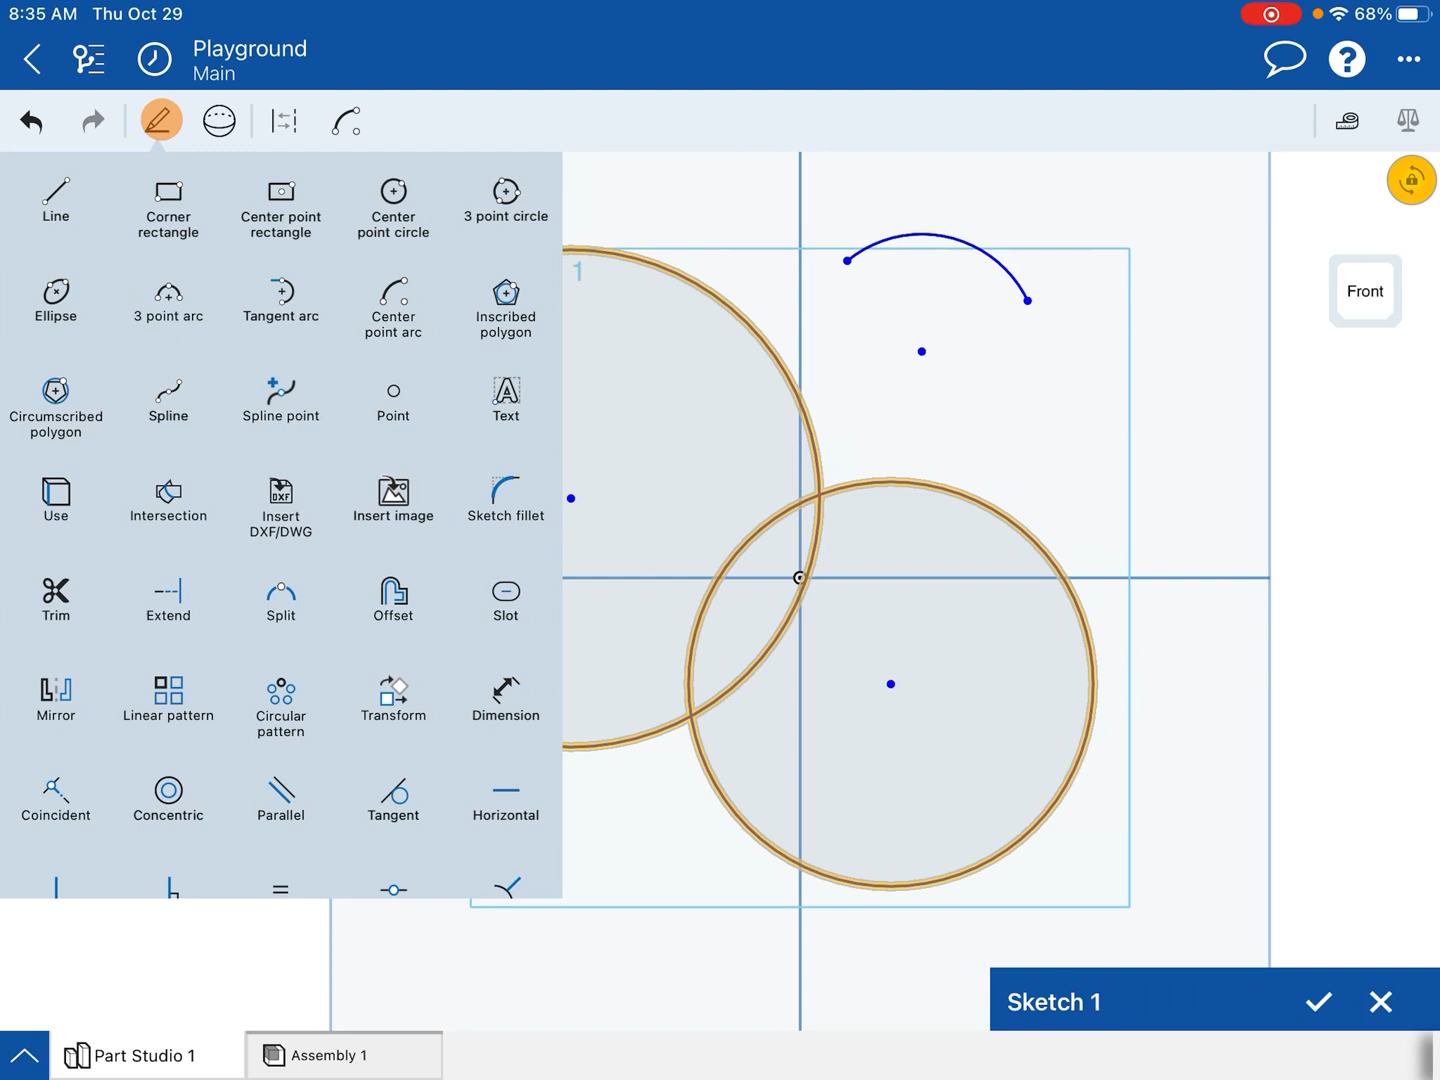 8:35 AM Thu Oct 29
68%
Playground
Main
Line
Corner
rectangle
Center point
rectangle
Center
point circle
3 point circle
Ellipse
3 point arc
Tangent arc
Center
point arc
Inscribed
polygon
Circumscribed
polygon
Spline
Spline point
Point
Text
Use
Intersection
DXF
Insert
DXF/DWG
Insert image
Sketch fillet
Trim
Extend
Split
Offset
Slot
Mirror
Linear pattern
Circular
pattern
Transform
Dimension
Coincident
Concentric
Parallel
Tangent
Horizontal
1
Front
Sketch 1
Part Studio 1
Assembly 1